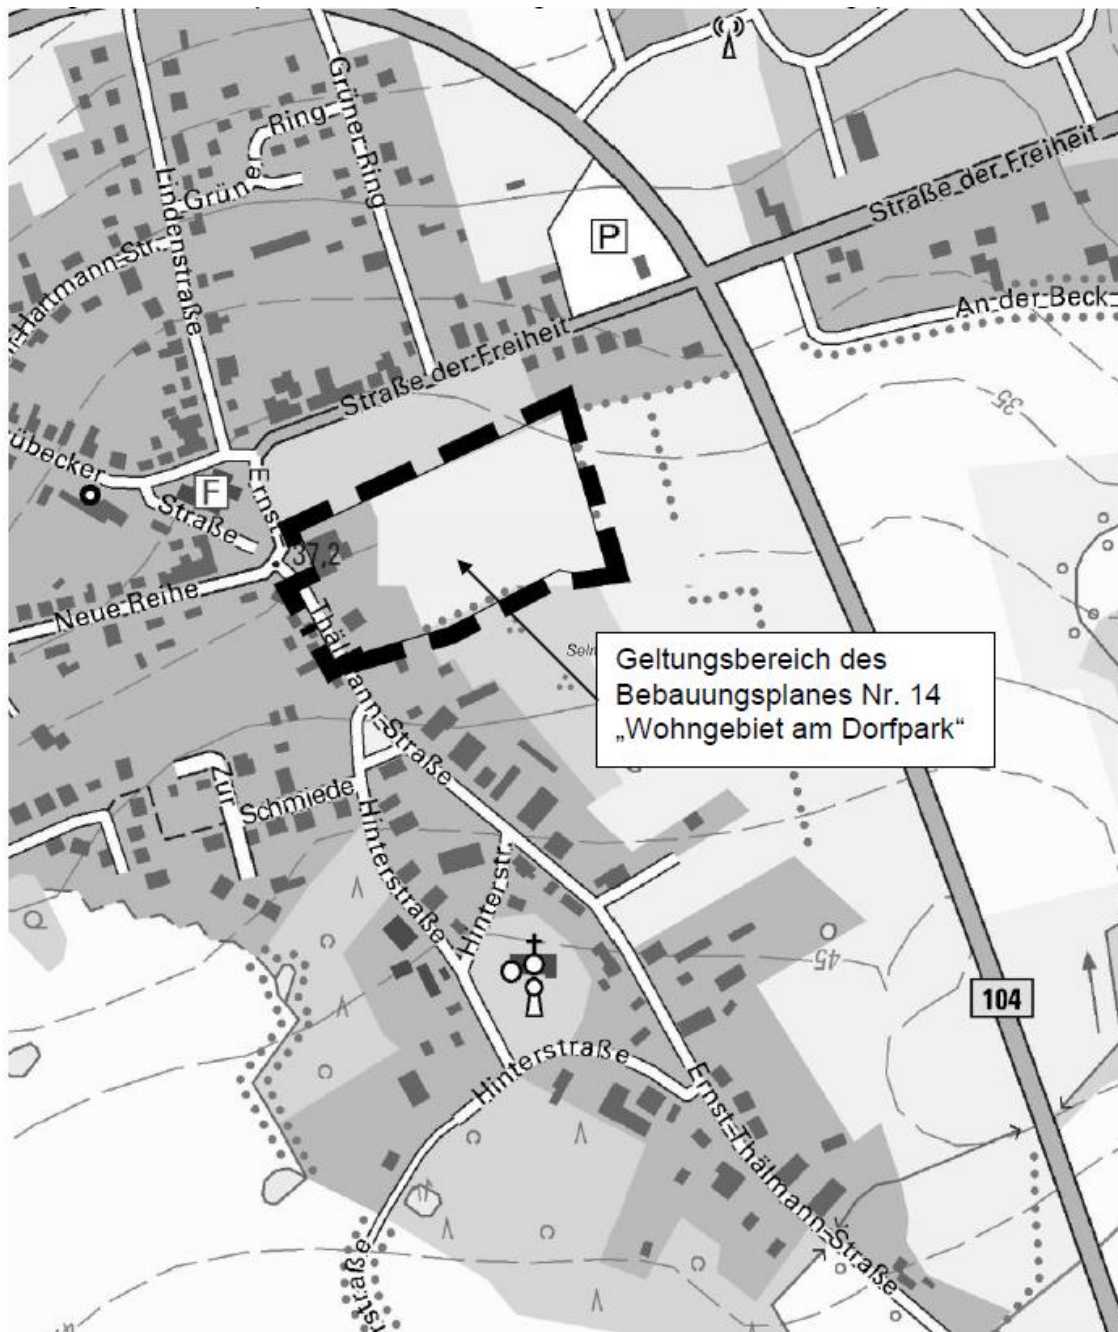 Grüner Ring
Ring
Grüner
Lindenstraße
Hartmann-Str.
P
Straße der Freiheit
Straße der Freiheit
An der Beck
35
übecker
Straße
F
Ernst-
37,2
Neue Reihe
Thälmann-Straße
Geltungsbereich des
Bebauungsplanes Nr. 14
„Wohngebiet am Dorfpark“
Zur
Schmiede
Hinterstraße
Hinterstr.
45
104
Hinterstraße
Ernst-Thälmann-Straße
rstraße